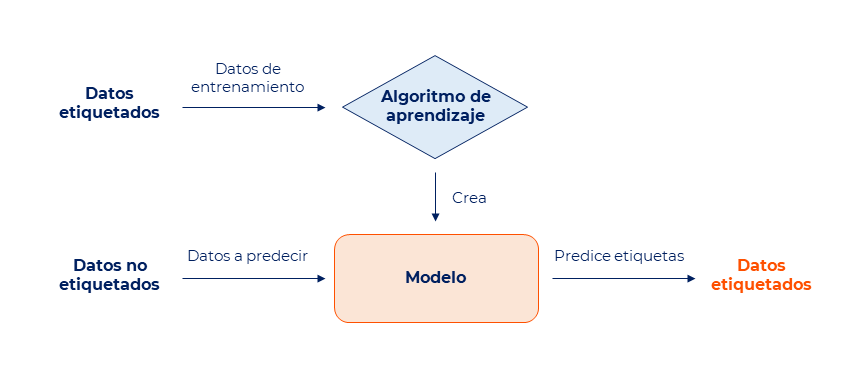 Datos de
entrenamiento
Datos
etiquetados
Algoritmo de
aprendizaje
Crea
Datos no
etiquetados
Datos a predecir
Modelo
Predice etiquetas
Datos
etiquetados